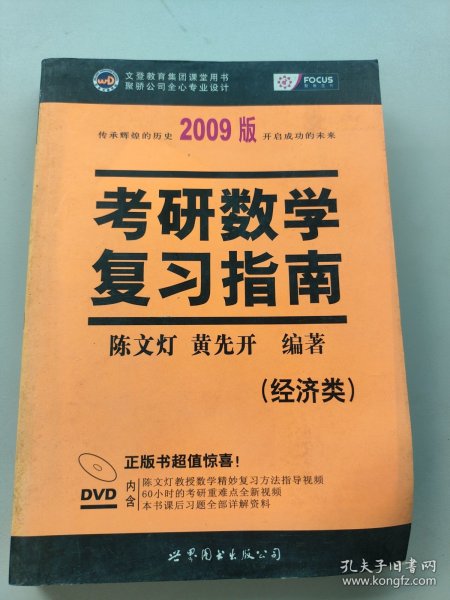 文登教育集团课堂用书
聚骄公司全心专业设计
FOCUS
传承辉煌的历史 2009版 开启成功的未来
考研数学
复习指南
陈文灯 黄先开 编著
(经济类)
正版书超值惊喜!
DVD
内含
陈文灯教授数学精妙复习方法指导视频
60小时的考研重难点全新视频
本书课后习题全部详解资料
世界图书出版公司
孔夫子旧书网
www.kongfz.com